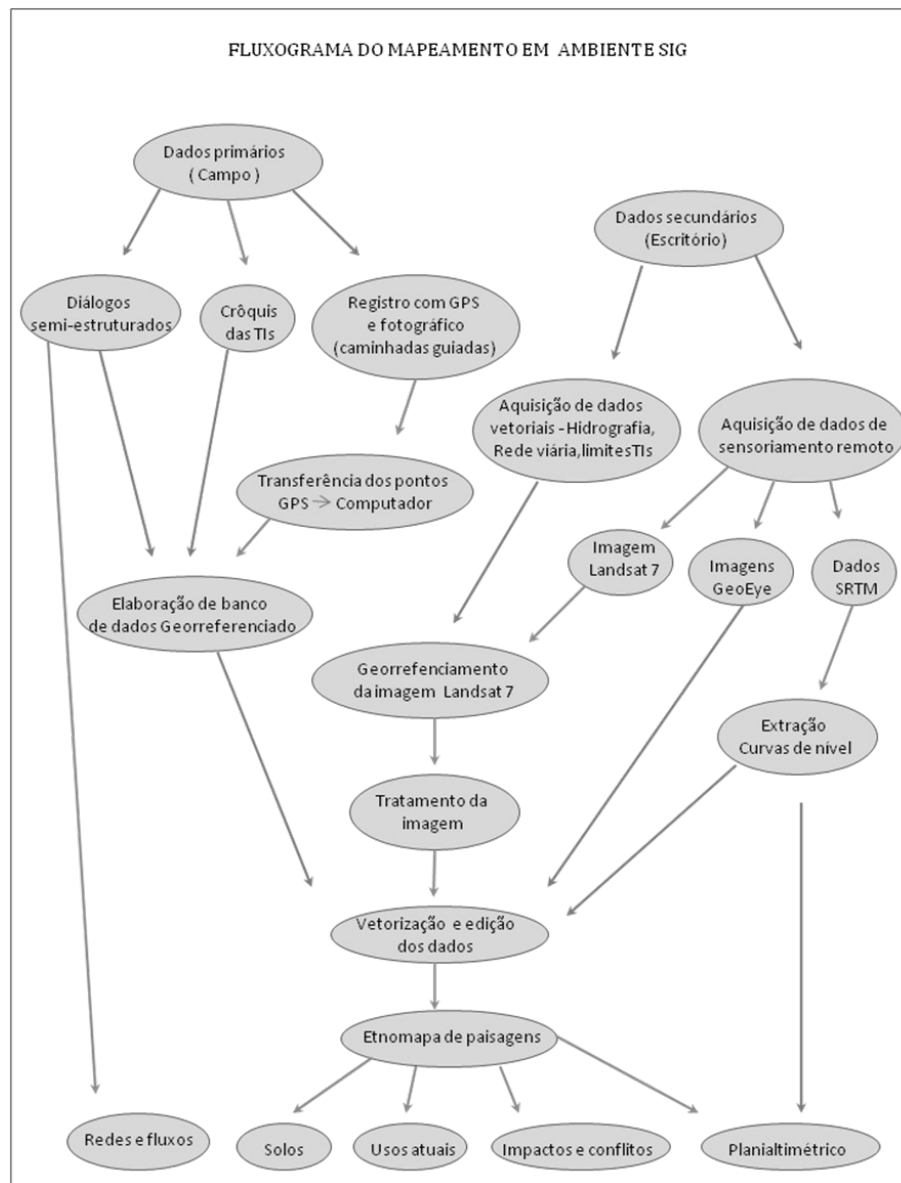 FLUXOGRAMA DO MAPEAMENTO EM AMBIENTE SIG
Dados primários
( Campo )
Dados secundários
(Escritório)
Diálogos
semi-estruturados
Crôquis
das TIs
Registro com GPS
e fotográfico
(caminhadas guiadas)
Aquisição de dados
vetoriais - Hidrografia,
Rede viária, limites TIs
Aquisição de dados de
sensoriamento remoto
Transferência dos pontos
GPS → Computador
Imagem
Landsat 7
Imagens
GeoEye
Dados
SRTM
Elaboração de banco
de dados Georreferenciado
Georrefenciamento
da imagem Landsat 7
Extração
Curvas de nível
Tratamento da
imagem
Vetorização e edição
dos dados
Etnomapa de paisagens
Redes e fluxos
Solos
Usos atuais
Impactos e conflitos
Planialtimétrico